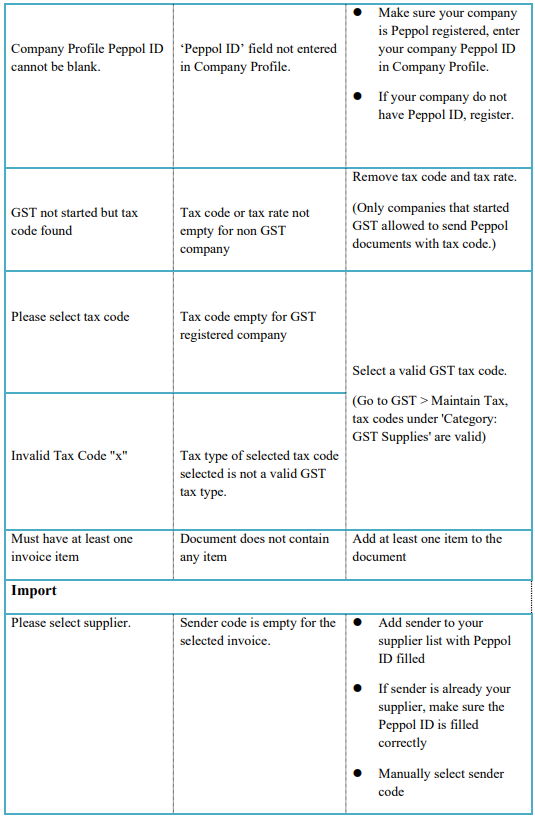 Company Profile Peppol ID
cannot be blank.
‘Peppol ID’ field not entered
in Company Profile.
● Make sure your company
is Peppol registered, enter
your company Peppol ID
in Company Profile.
● If your company do not
have Peppol ID, register.
GST not started but tax
code found
Tax code or tax rate not
empty for non GST
company
Remove tax code and tax rate.
(Only companies that started
GST allowed to send Peppol
documents with tax code.)
Please select tax code
Tax code empty for GST
registered company
Select a valid GST tax code.
(Go to GST > Maintain Tax,
tax codes under 'Category:
GST Supplies' are valid)
Invalid Tax Code "x"
Tax type of selected tax code
selected is not a valid GST
tax type.
Must have at least one
invoice item
Document does not contain
any item
Add at least one item to the
document
Import
Please select supplier.
Sender code is empty for the
selected invoice.
● Add sender to your
supplier list with Peppol
ID filled
● If sender is already your
supplier, make sure the
Peppol ID is filled
correctly
● Manually select sender
code